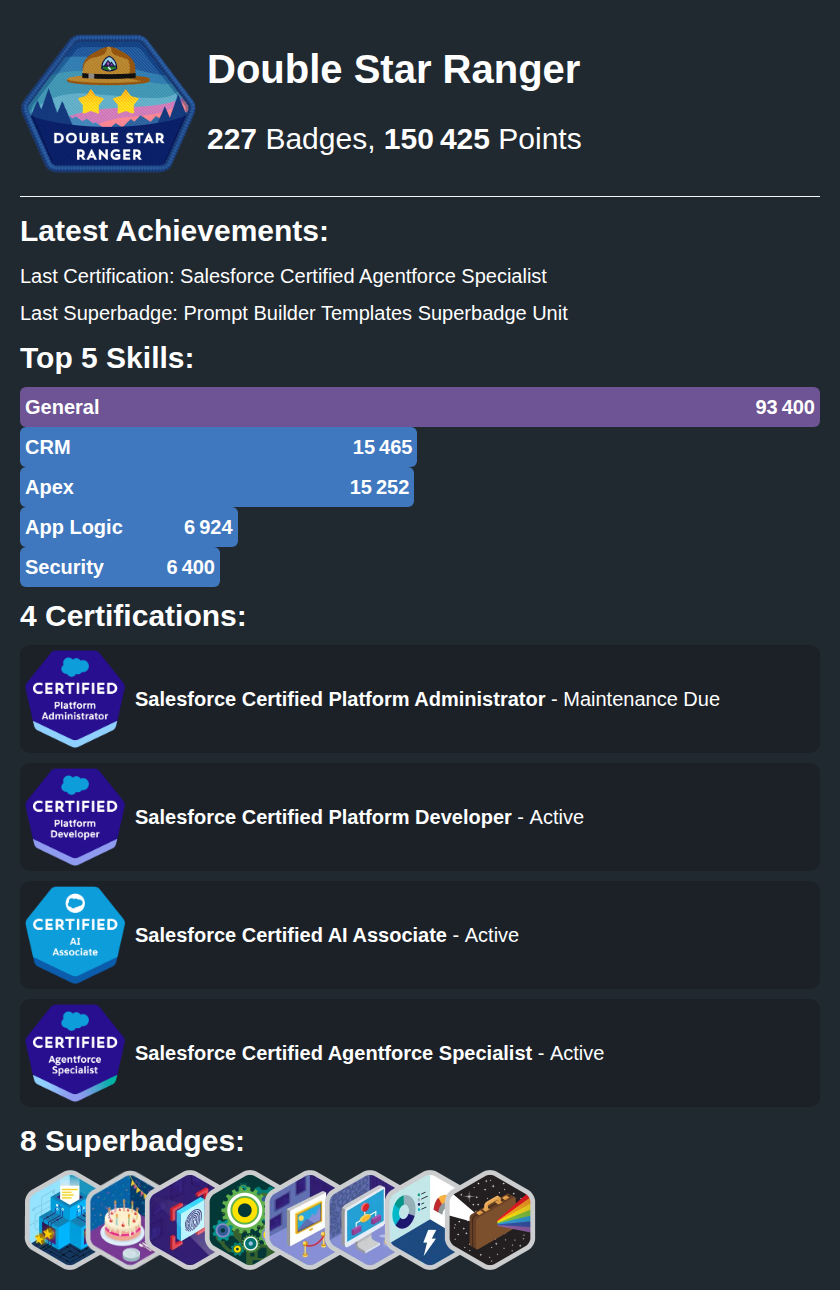 DOUBLE STAR
RANGER
Double Star Ranger
227 Badges, 150 425 Points
Latest Achievements:
Last Certification: Salesforce Certified Agentforce Specialist
Last Superbadge: Prompt Builder Templates Superbadge Unit
Top 5 Skills:
General 93 400
CRM 15 465
Apex 15 252
App Logic 6 924
Security 6 400
4 Certifications:
CERTIFIED
Platform
Administrator
Salesforce Certified Platform Administrator - Maintenance Due
CERTIFIED
Platform
Developer
Salesforce Certified Platform Developer - Active
CERTIFIED
AI
Associate
Salesforce Certified AI Associate - Active
CERTIFIED
Agentforce
Specialist
Salesforce Certified Agentforce Specialist - Active
8 Superbadges: